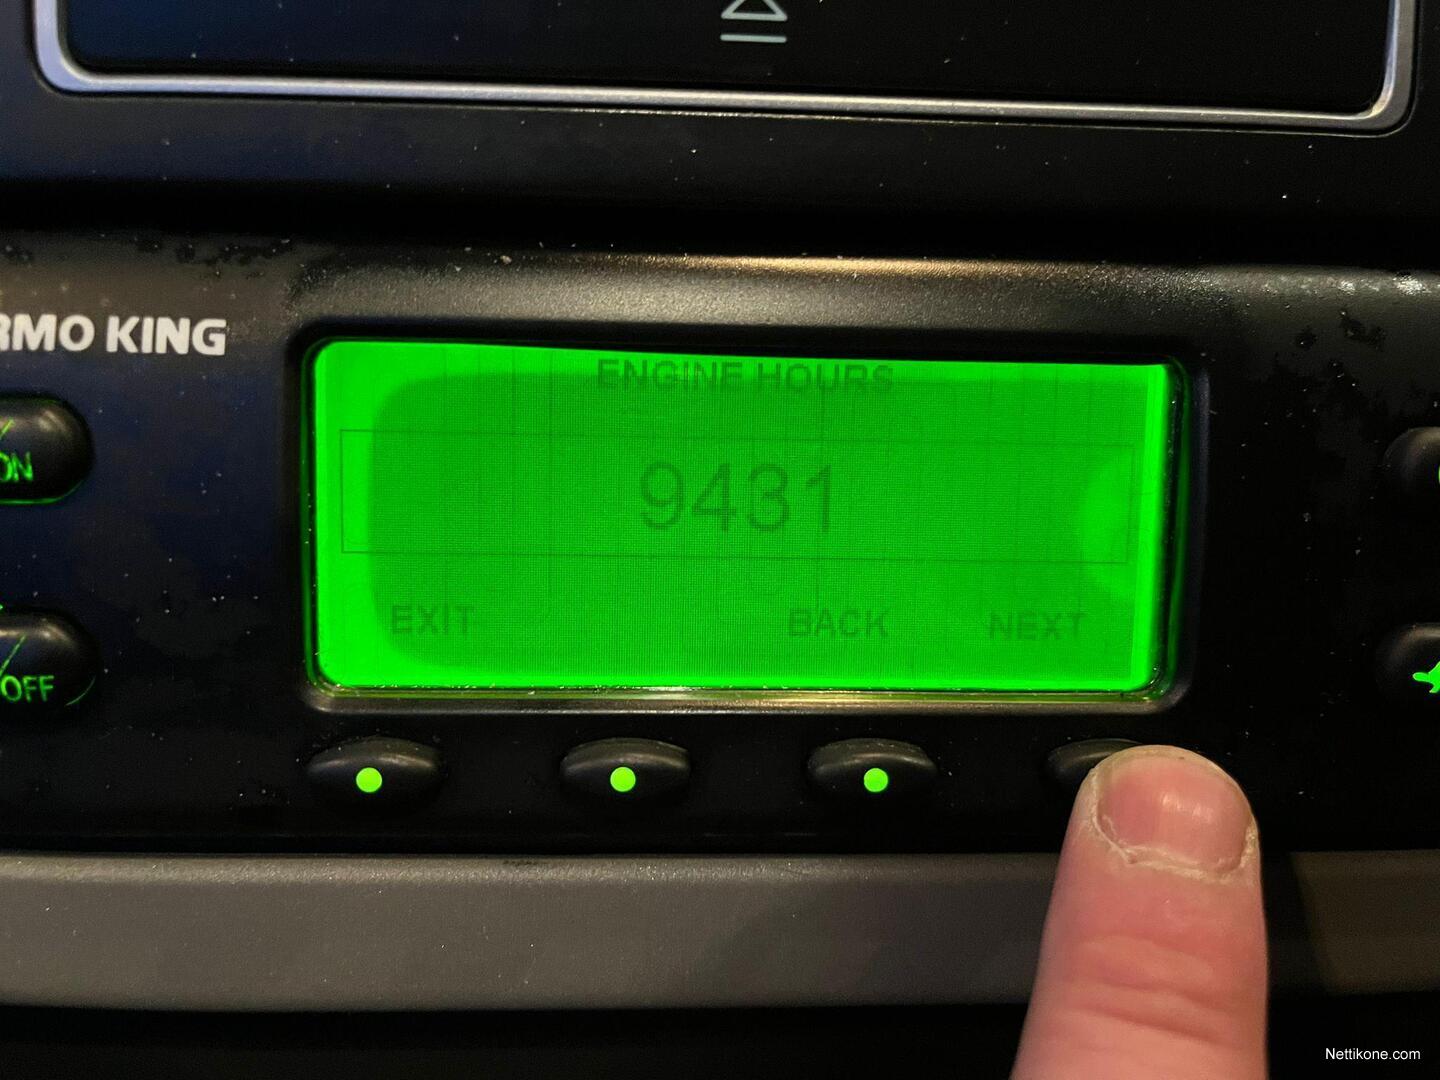 RMO KING
ENGINE HOURS
ON
9431
EXIT BACK NEXT
OFF
Nettikone.com